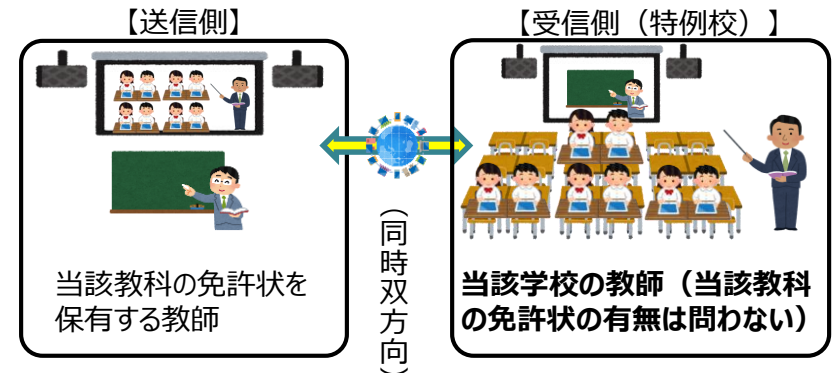 【送信側】
【受信側（特例校）】
（同時双方向）
当該教科の免許状を
保有する教師
当該学校の教師（当該教科
の免許状の有無は問わない）